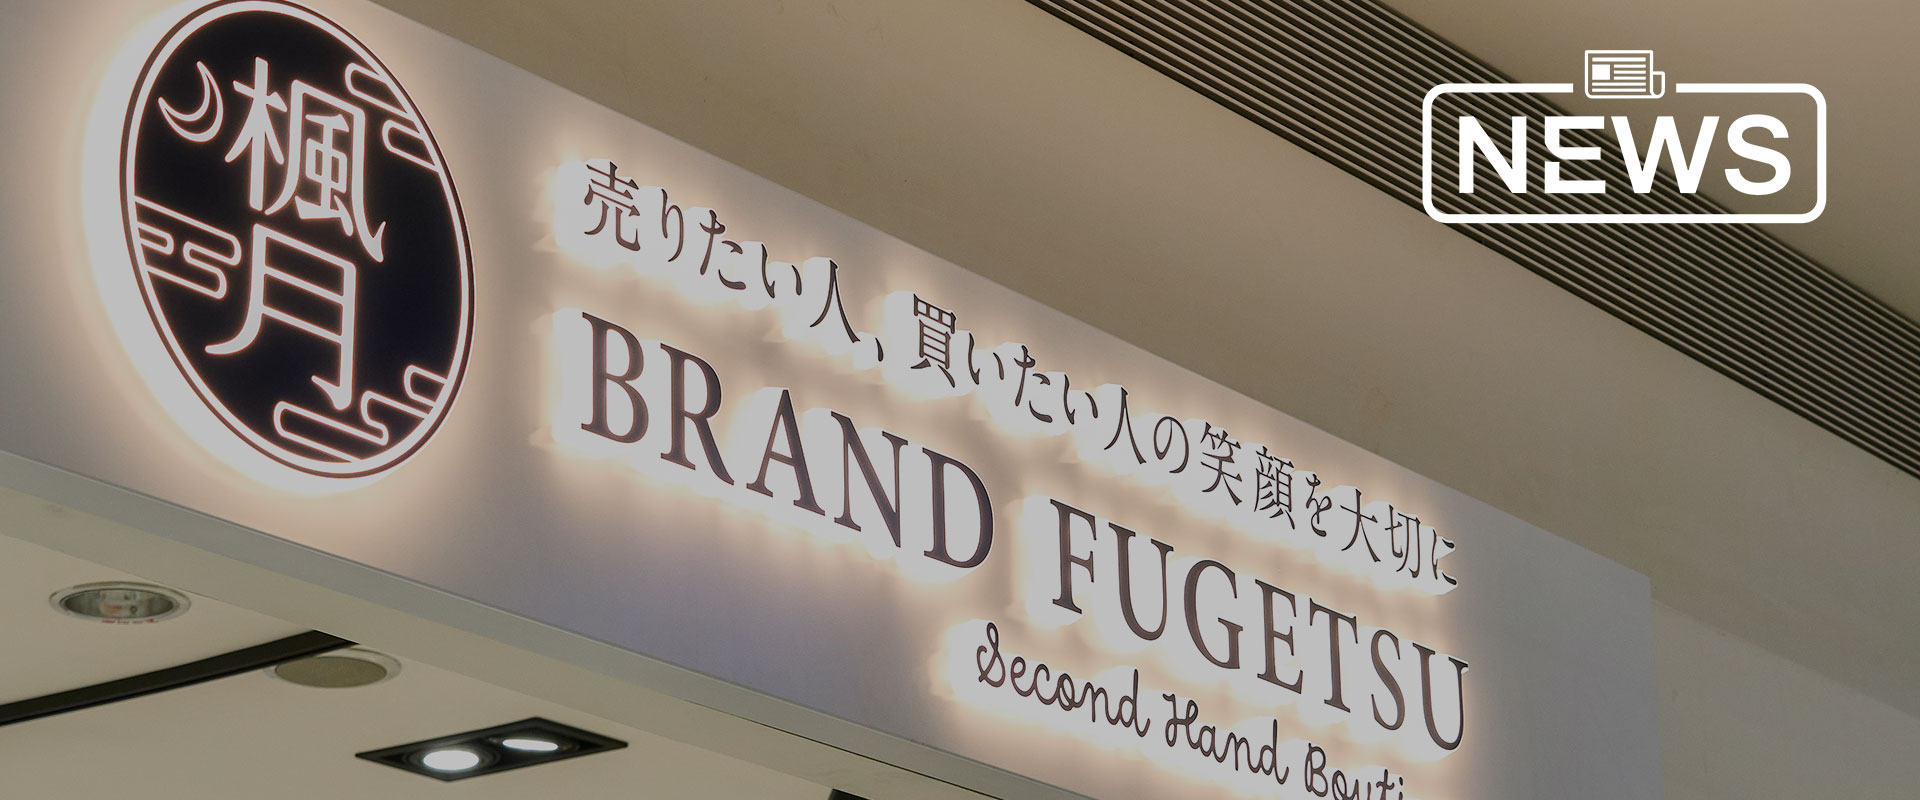 楓月
売りたい人、買いたい人の笑顔を大切に
BRAND FUGETSU
Second Hand
NEWS